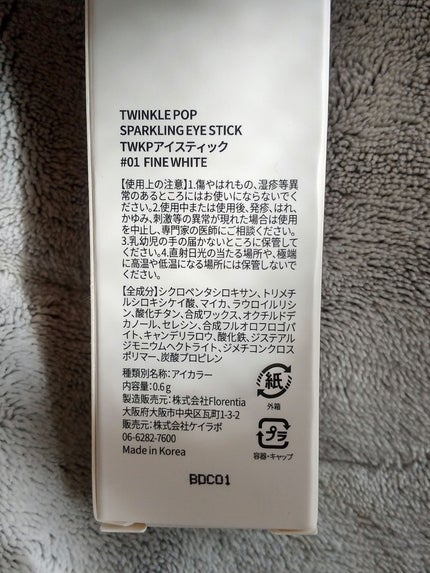 TWINKLE POP
SPARKLING EYE STICK
TWKPアイスティック
#01 FINE WHITE
【使用上の注意】1.傷やはれもの、湿疹等異
常のあるところにはお使いにならないでく
ださい。2.使用中または使用後、発疹、はれ、
かゆみ、刺激等の異常が現れた場合は使用
を中止し、専門家の医師にご相談ください。
3.乳幼児の手の届かないところに保管して
ください。4.直射日光の当たる場所や、極端
に高温や低温になる場所には保管しないで
ください。
【全成分】シクロペンタシロキサン、トリメチ
ルシロキシケイ酸、マイカ、ラウロイルリシ
ン、酸化チタン、合成ワックス、オクチルドデ
カノール、セレシン、合成フルオロフロゴパ
イト、キャンデリラロウ、酸化鉄、ジステアル
ジモニウムヘクトライト、ジメチコンクロス
ポリマー、炭酸プロピレン
種類別名称:アイカラー
内容量:0.6g
製造販売元:株式会社Florentia
大阪府大阪市中央区瓦町1-3-2
販売元:株式会社ケイラボ
06-6282-7600
Made in Korea
紙
外箱
プラ
容器・キャップ
BDC01